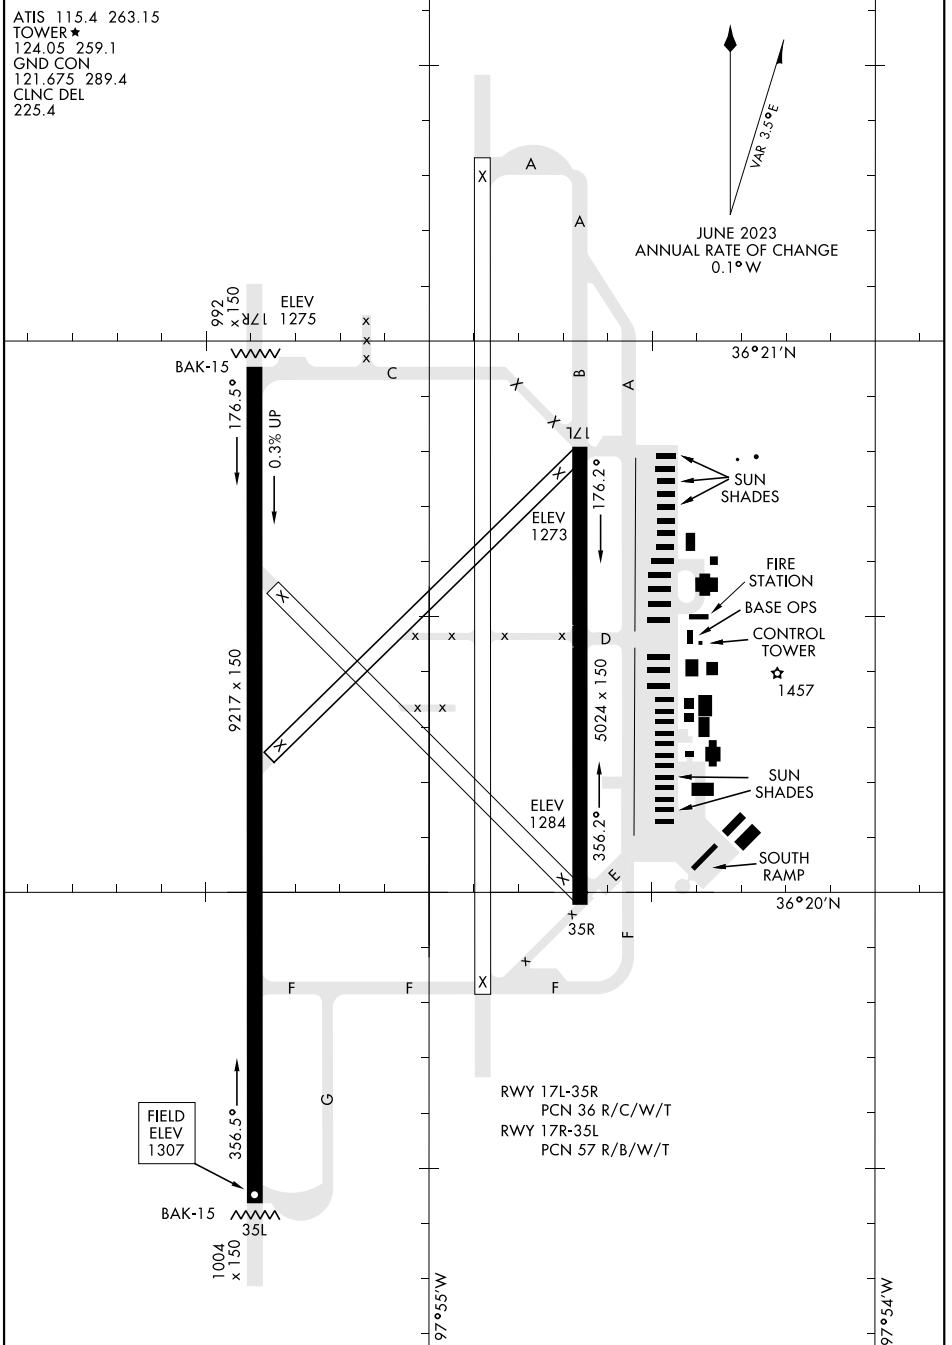 ATIS 115.4 263.15
TOWER★
124.05 259.1
GND CON
121.675 289.4
CLNC DEL
225.4
VAR 3.5°E
JUNE 2023
ANNUAL RATE OF CHANGE
0.1°W
A
A
A
B
992
x 150
17R
ELEV
1275
x
x
x
36°21'N
BAK-15
C
176.5°
0.3% UP
17L
176.2°
ELEV
1273
SUN
SHADES
FIRE
STATION
BASE OPS
CONTROL
TOWER
1457
X
X
X
X
X
X
X
X
X
X
D
x
x
x
x
x
x
x
x
9217 x 150
5024 x 150
ELEV
1284
356.2°
SUN
SHADES
SOUTH
RAMP
E
36°20'N
35R
F
F
F
F
G
RWY 17L-35R
PCN 36 R/C/W/T
RWY 17R-35L
PCN 57 R/B/W/T
FIELD
ELEV
1307
356.5°
BAK-15
35L
1004
x 150
97°55'W
97°54'W